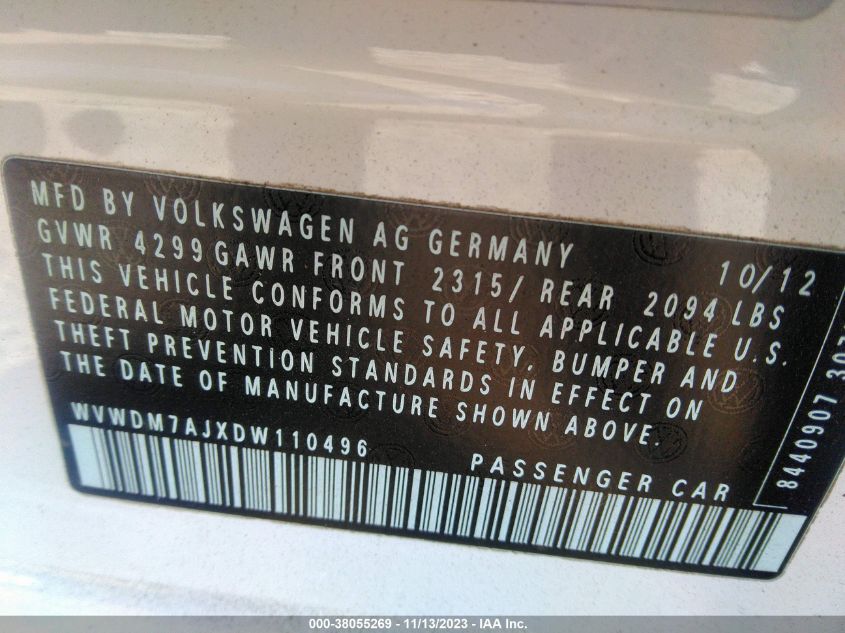 MFD BY VOLKSWAGEN AG GERMANY 10/12
GVWR 4299 GAWR FRONT 2315/ REAR 2094 LBS
THIS VEHICLE CONFORMS TO ALL APPLICABLE U.S.
FEDERAL MOTOR VEHICLE SAFETY, BUMPER AND
THEFT PREVENTION STANDARDS IN EFFECT ON
THE DATE OF MANUFACTURE SHOWN ABOVE.
WVWDM7AJXDW110496
PASSENGER CAR
8440907
000-38055269 - 11/13/2023 - IAA Inc.